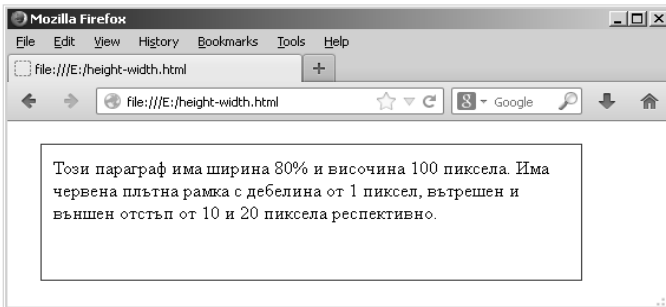 Mozilla Firefox
File Edit View History Bookmarks Tools Help
file:///E:/height-width.html
file:///E:/height-width.html
8 Google
Този параграф има ширина 80% и височина 100 пиксела. Има
червена плътна рамка с дебелина от 1 пиксел, вътрешен и
външен отстъп от 10 и 20 пиксела респективно.